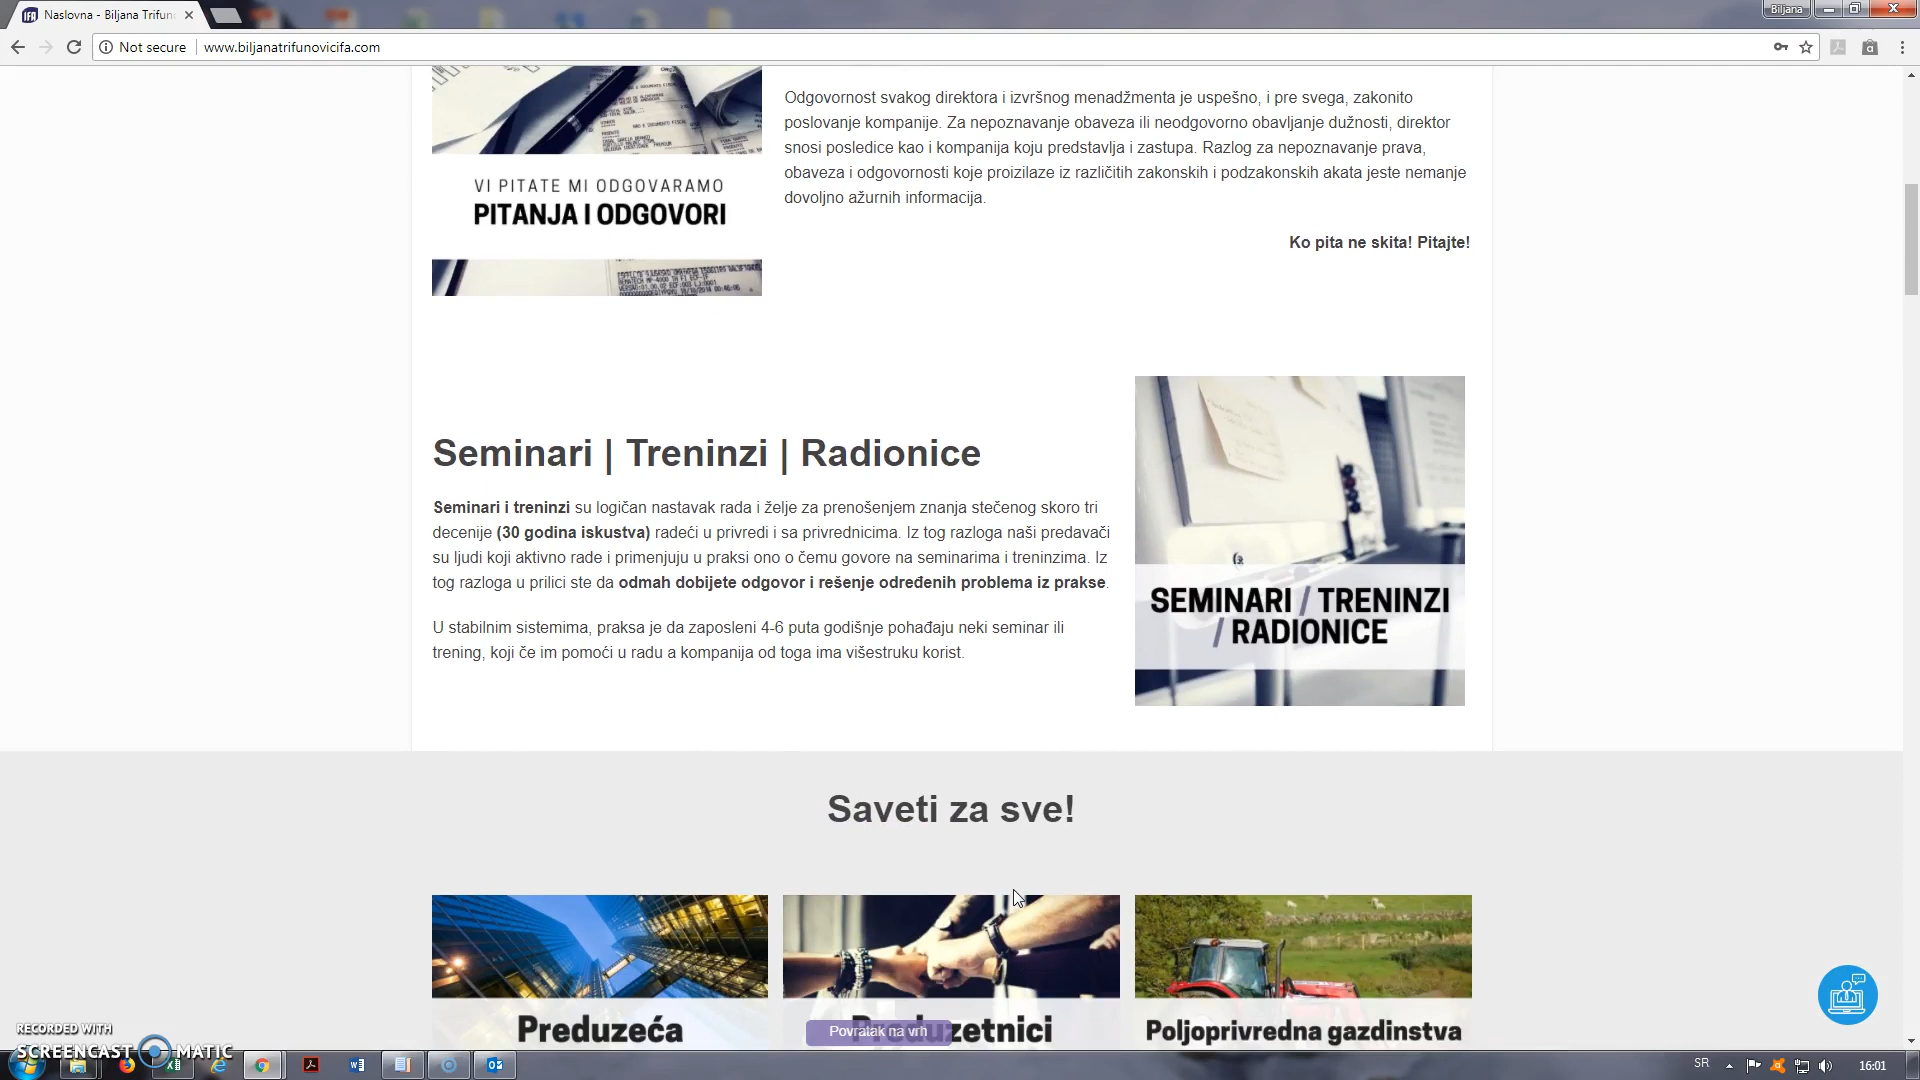 Naslovna - Biljana Trifun
Biljana
Not secure
www.biljanatrifunovicifa.com
Odgovornost svakog direktora i izvršnog menadžmenta je uspešno, i pre svega, zakonito
poslovanje kompanije. Za nepoznavanje obaveza ili neodgovorno obavljanje dužnosti, direktor
snosi posledice kao i kompanija koju predstavlja i zastupa. Razlog za nepoznavanje prava,
obaveza i odgovornosti koje proizilaze iz različitih zakonskih i podzakonskih akata jeste nemanje
dovoljno ažurnih informacija.
VI PITATE MI ODGOVARAMO
PITANJA I ODGOVORI
Ko pita ne skita! Pitajte!
Seminari | Treninzi | Radionice
Seminari i treninzi su logičan nastavak rada i želje za prenošenjem znanja stečenog skoro tri
decenije (30 godina iskustva) radeći u privredi i sa privrednicima. Iz tog razloga naši predavači
su ljudi koji aktivno rade i primenjuju u praksi ono o čemu govore na seminarima i treninzima. Iz
tog razloga u prilici ste da odmah dobijete odgovor i rešenje određenih problema iz prakse.
U stabilnim sistemima, praksa je da zaposleni 4-6 puta godišnje pohađaju neki seminar ili
trening, koji če im pomoći u radu a kompanija od toga ima višestruku korist.
SEMINARI / TRENINZI
/ RADIONICE
Saveti za sve!
Preduzeća
Preduzetnici
Poljoprivredna gazdinstva
Povratak na vrh
RECORDED WITH
SCREENCAST MATIC
SR
16:01